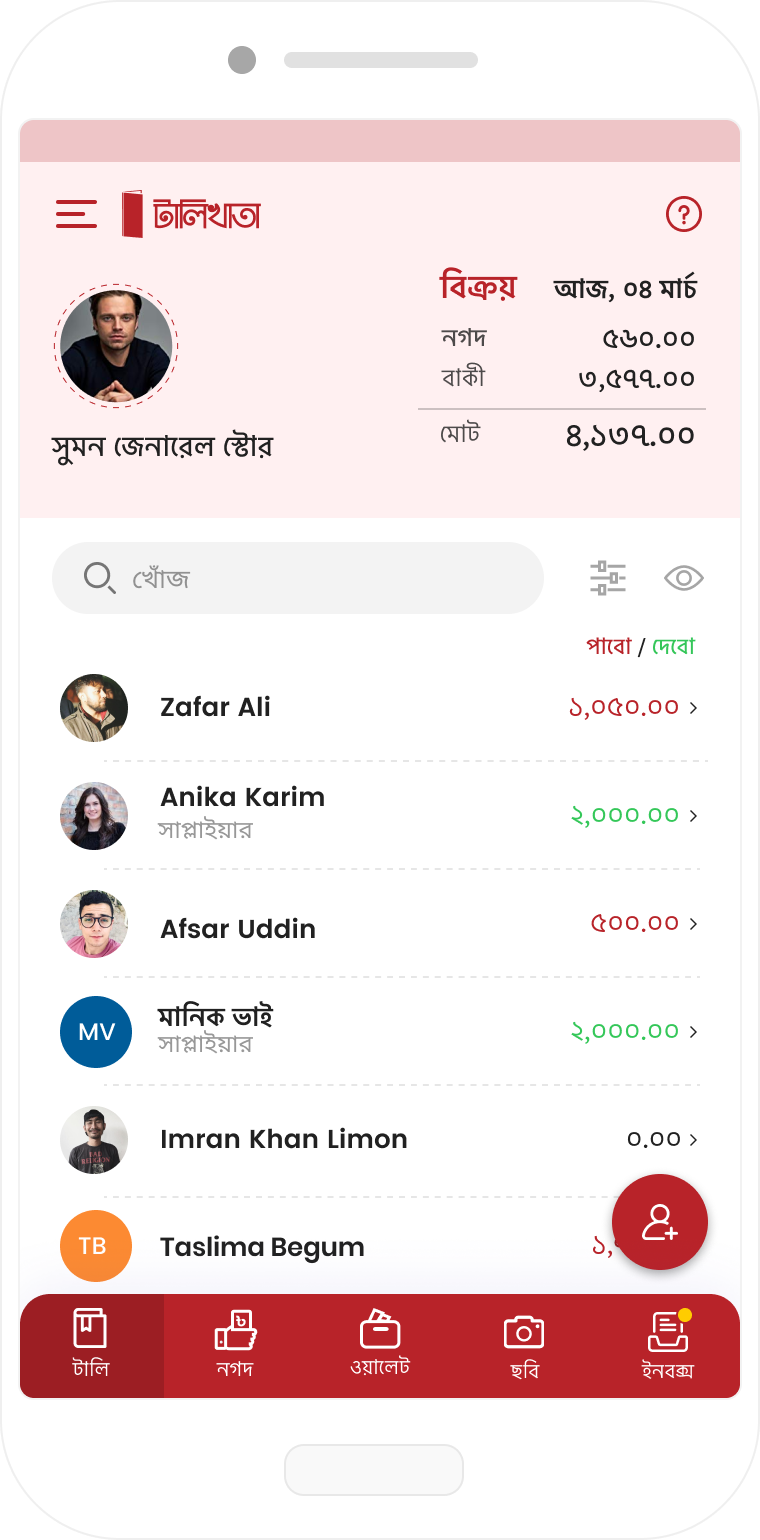 টালিখাতা
?
বিক্রয় আজ, ০৪ মার্চ
নগদ ৫৬০.০০
বাকী ৩,৫৭৭.০০
মোট ৪,১৩৭.০০
সুমন জেনারেল স্টোর
খোঁজ
পাবো / দেবো
Zafar Ali ১,০৫০.০০
Anika Karim
সাপ্লাইয়ার
২,০০০.০০
Afsar Uddin ৫০০.০০
MV
মানিক ভাই
সাপ্লাইয়ার
২,০০০.০০
Imran Khan Limon ০.০০
TB Taslima Begum ১,
টালি নগদ ওয়ালেট ছবি ইনবক্স